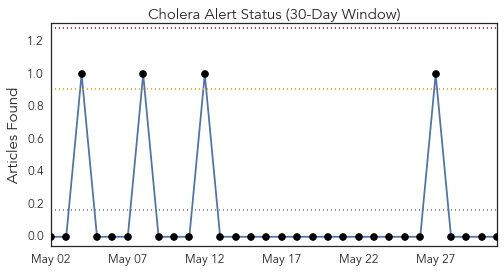 Cholera Alert Status (30-Day Window)
Articles Found
1.2
1.0
0.8
0.6
0.4
0.2
0.0
May 02 May 07 May 12 May 17 May 22 May 27